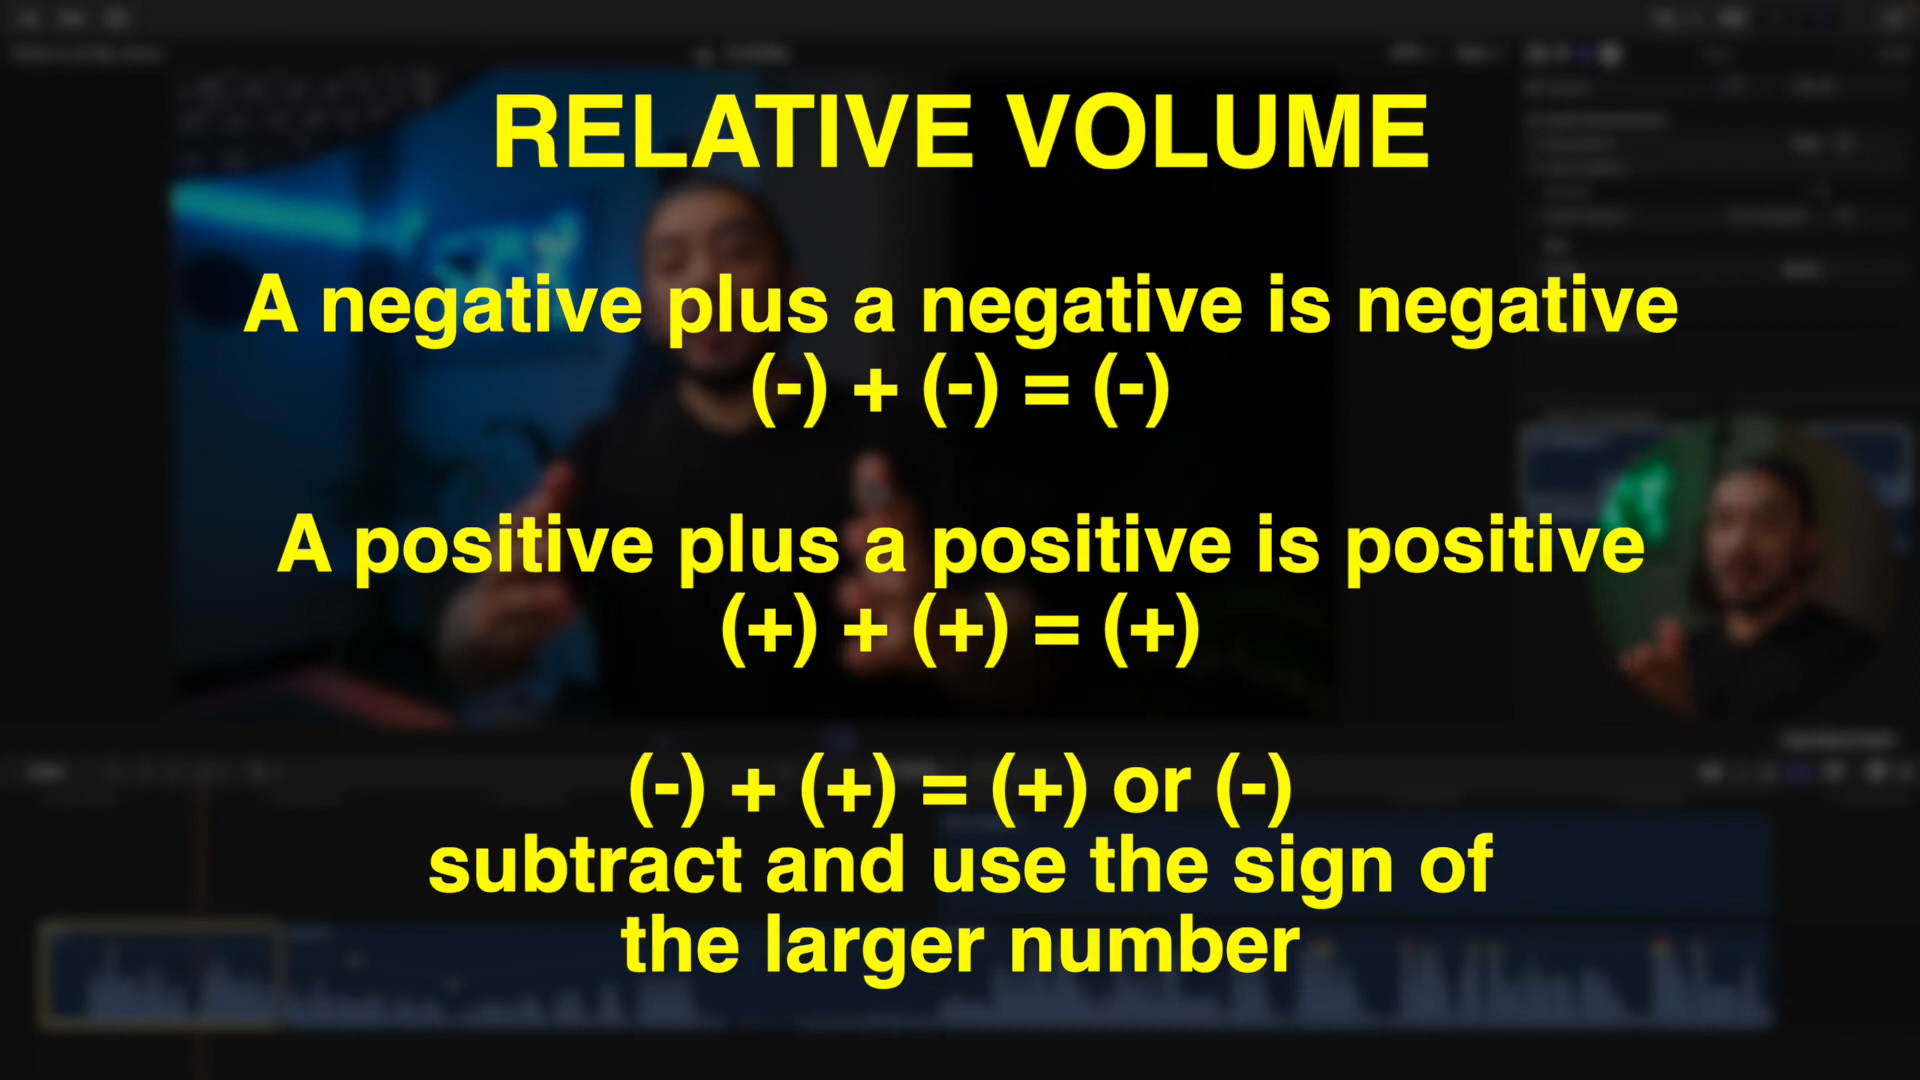 RELATIVE VOLUME
A negative plus a negative is negative
(-) + (-) = (-)
A positive plus a positive is positive
(+) + (+) = (+)
(-) + (+) = (+) or (-)
subtract and use the sign of
the larger number